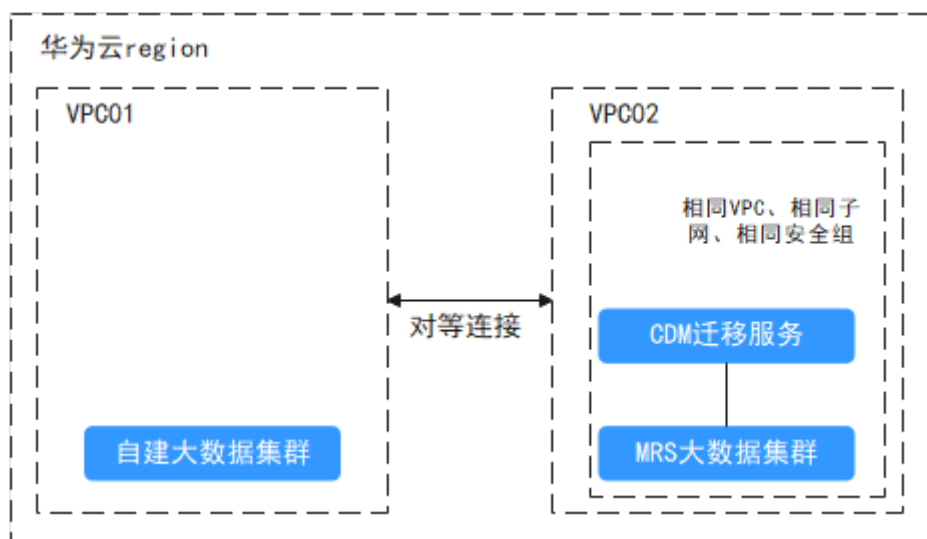 华为云region
VPC01
VPC02
相同VPC、相同子
网、相同安全组
对等连接
CDM迁移服务
自建大数据集群
MRS大数据集群